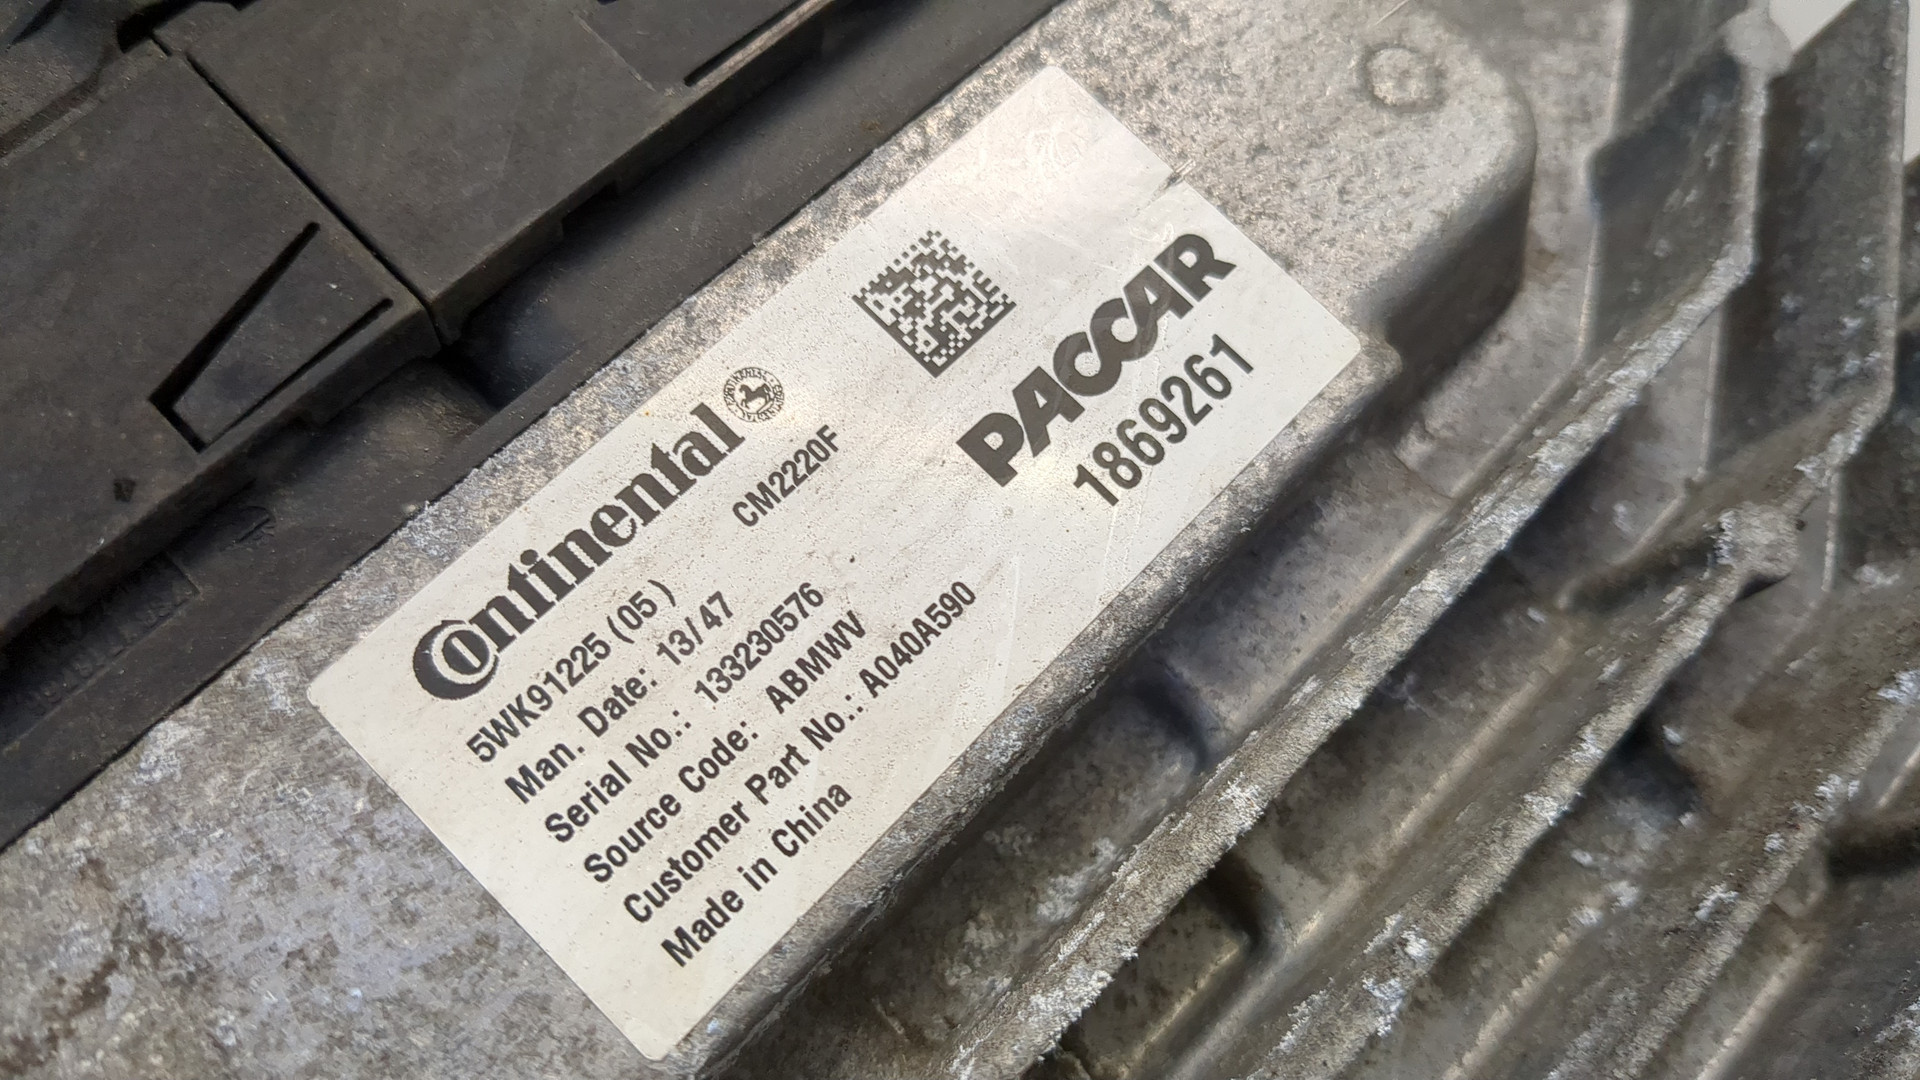 Continental
CM2220F
5WK91225 (05 )
Man. Date: 13/47
Serial No.: 133230576
Source Code: ABMWV
Customer Part No.: A040A590
Made in China
PACCAR
1869261